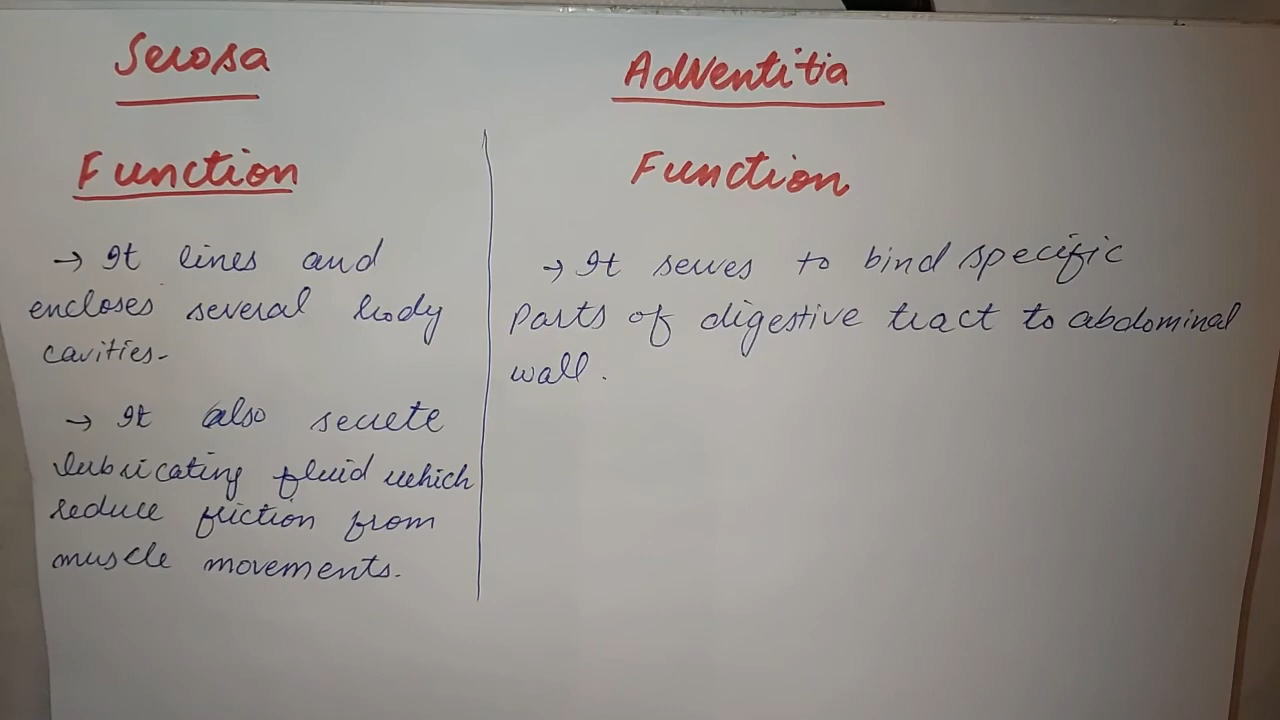 Serosa
Function
→ It lines and
encloses several body
cavities.
→ It also secrete
lubricating fluid which
reduce friction from
muscle movements.
Adventitia
Function
→ It serves to bind specific
parts of digestive tract to abdominal
wall.